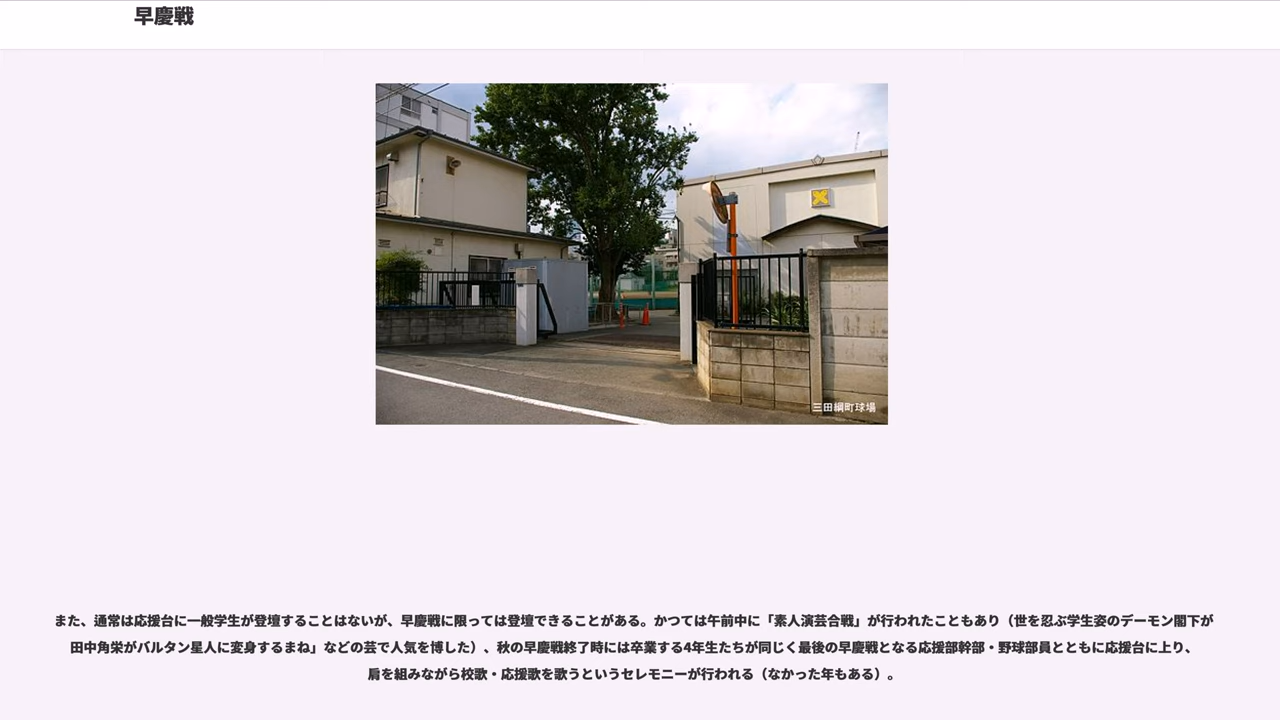 早慶戦
三田綱町球場
また、通常は応援台に一般学生が登壇することはないが、早慶戦に限っては登壇できることがある。かつては午前中に「素人演芸合戦」が行われたこともあり（世を忍ぶ学生姿のデーモン閣下が
田中角栄がバルタン星人に変身するまね」などの芸で人気を博した）、秋の早慶戦終了時には卒業する4年生たちが同じく最後の早慶戦となる応援部幹部・野球部員とともに応援台に上り、
肩を組みながら校歌・応援歌を歌うというセレモニーが行われる（なかった年もある）。